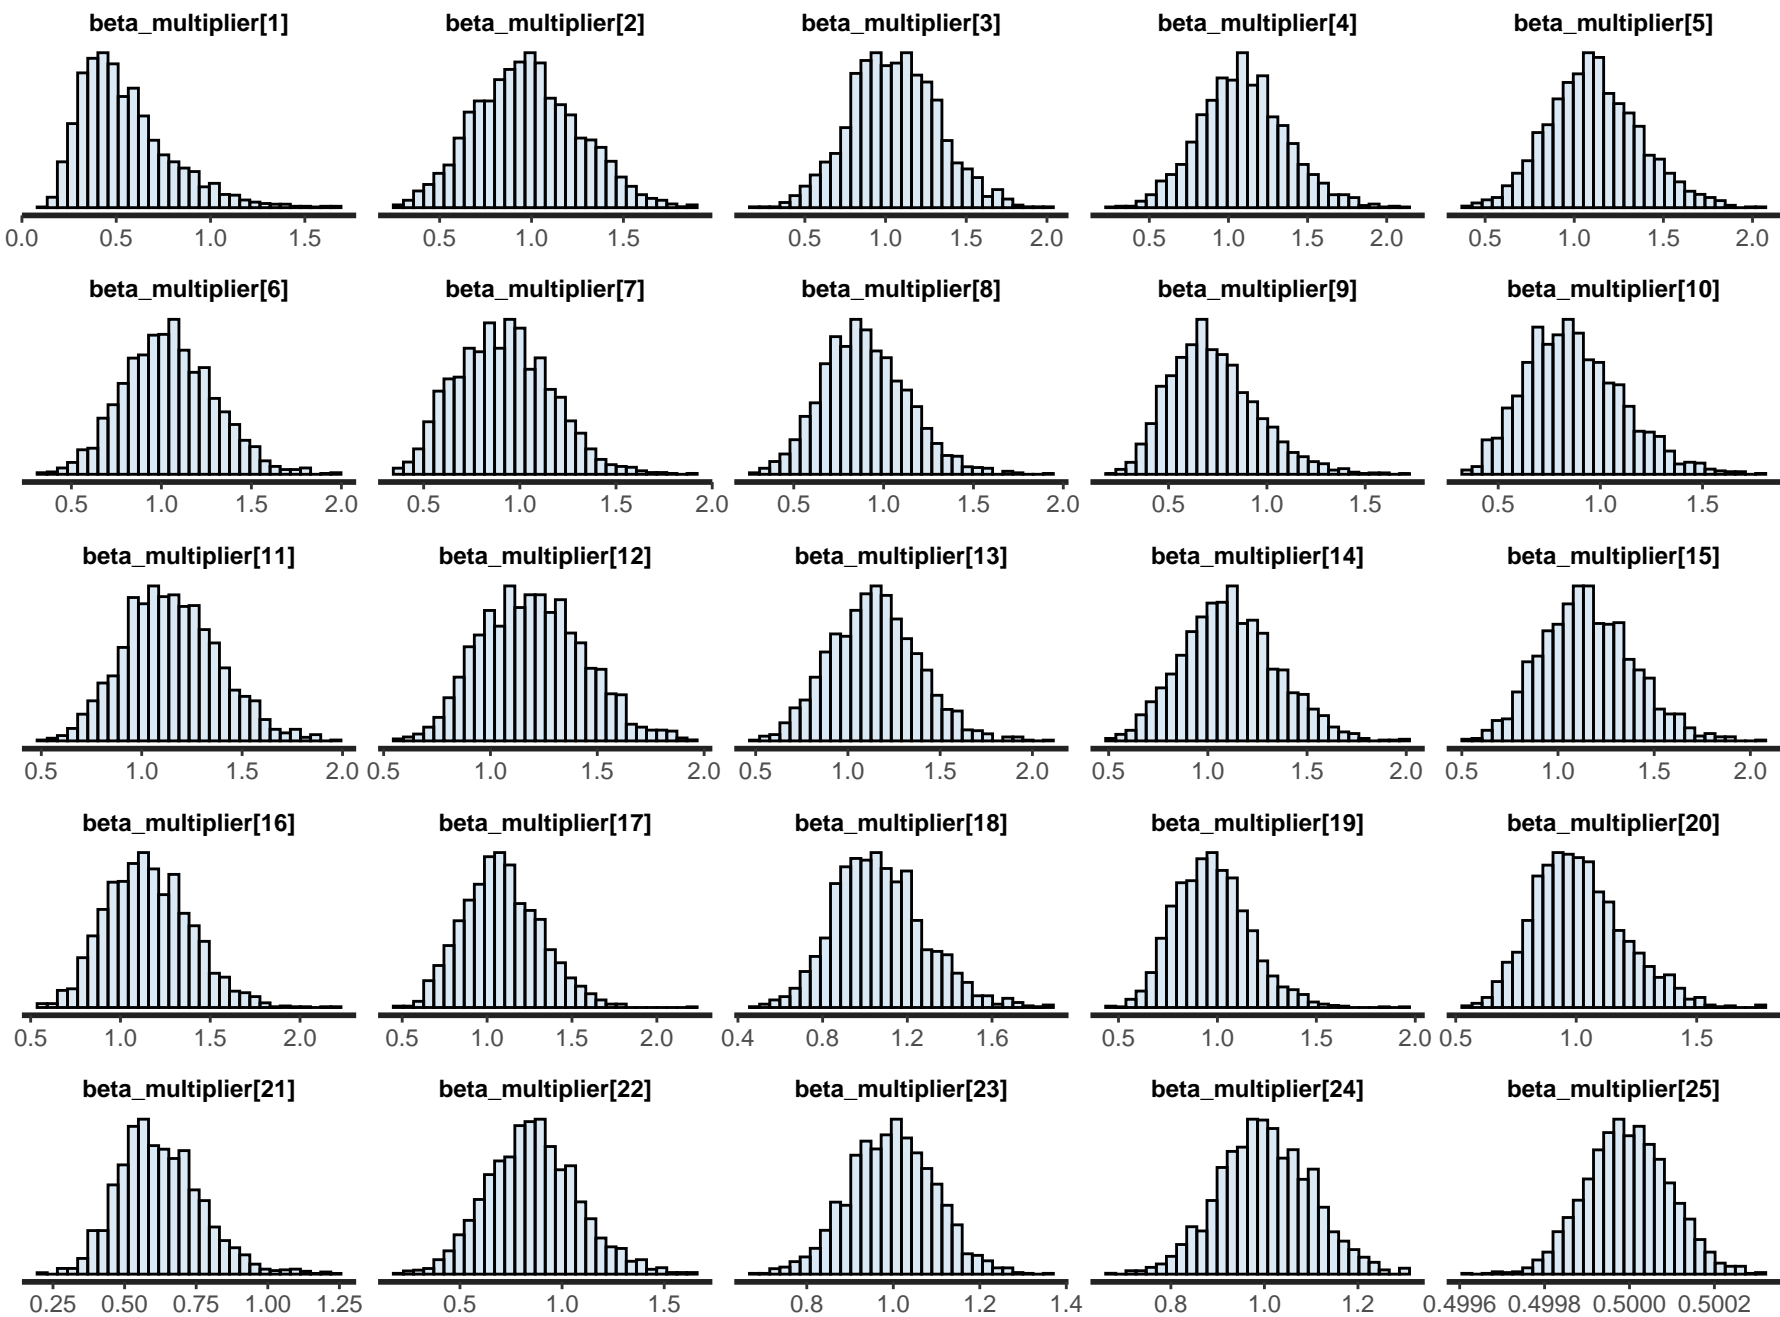 beta_multiplier[1] beta_multiplier[2] beta_multiplier[3] beta_multiplier[4] beta_multiplier[5]
0.0 0.5 1.0 1.5 0.5 1.0 1.5 0.5 1.0 1.5 2.0 0.5 1.0 1.5 2.0 0.5 1.0 1.5 2.0
beta_multiplier[6] beta_multiplier[7] beta_multiplier[8] beta_multiplier[9] beta_multiplier[10]
0.5 1.0 1.5 2.0 0.5 1.0 1.5 2.0 0.5 1.0 1.5 2.0 0.5 1.0 1.5 0.5 1.0 1.5
beta_multiplier[11] beta_multiplier[12] beta_multiplier[13] beta_multiplier[14] beta_multiplier[15]
0.5 1.0 1.5 2.0 0.5 1.0 1.5 2.0 0.5 1.0 1.5 2.0 0.5 1.0 1.5 2.0 0.5 1.0 1.5 2.0
beta_multiplier[16] beta_multiplier[17] beta_multiplier[18] beta_multiplier[19] beta_multiplier[20]
0.5 1.0 1.5 2.0 0.5 1.0 1.5 2.0 0.4 0.8 1.2 1.6 0.5 1.0 1.5 2.0 0.5 1.0 1.5
beta_multiplier[21] beta_multiplier[22] beta_multiplier[23] beta_multiplier[24] beta_multiplier[25]
0.25 0.50 0.75 1.00 1.25 0.5 1.0 1.5 0.8 1.0 1.2 1.4 0.8 1.0 1.2 0.4996 0.4998 0.5000 0.5002